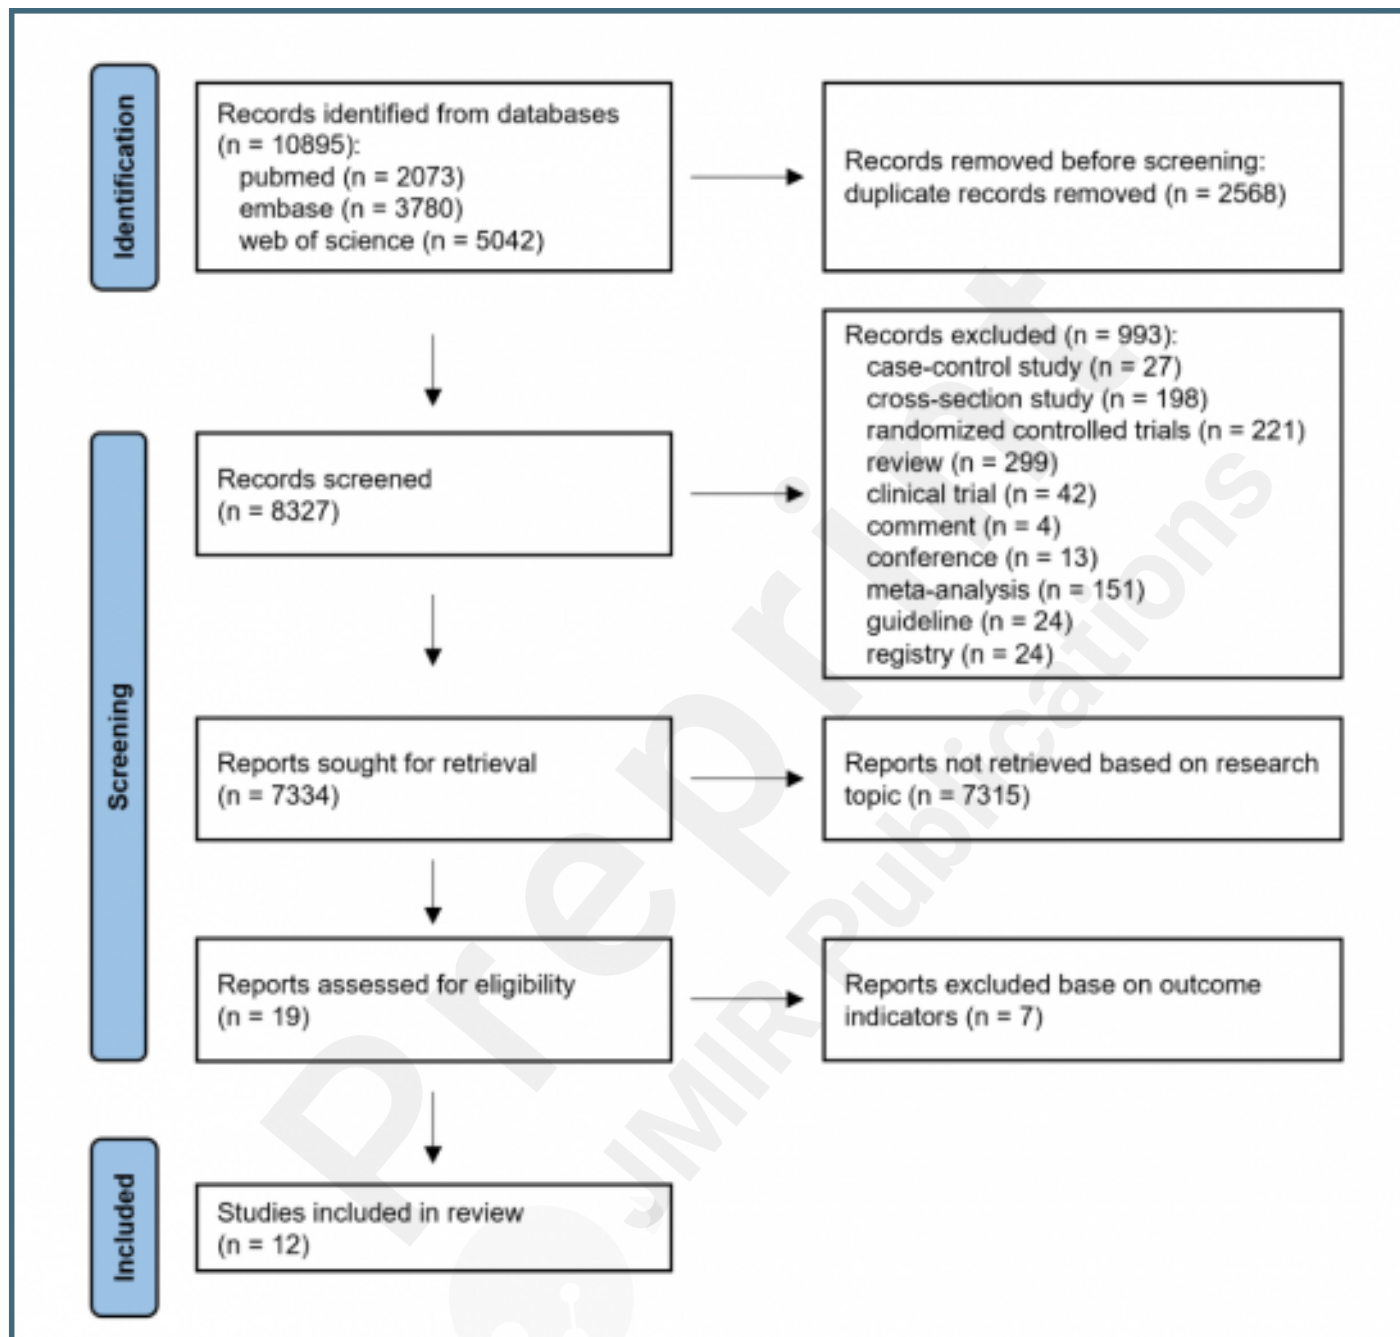 Identification
Records identified from databases
(n = 10895):
pubmed (n = 2073)
embase (n = 3780)
web of science (n = 5042)
Records removed before screening:
duplicate records removed (n = 2568)
Screening
Records screened
(n = 8327)
Records excluded (n = 993):
case-control study (n = 27)
cross-section study (n = 198)
randomized controlled trials (n = 221)
review (n = 299)
clinical trial (n = 42)
comment (n = 4)
conference (n = 13)
meta-analysis (n = 151)
guideline (n = 24)
registry (n = 24)
Reports sought for retrieval
(n = 7334)
Reports not retrieved based on research
topic (n = 7315)
Reports assessed for eligibility
(n = 19)
Reports excluded base on outcome
indicators (n = 7)
Included
Studies included in review
(n = 12)
Preprint
JMIR Publications